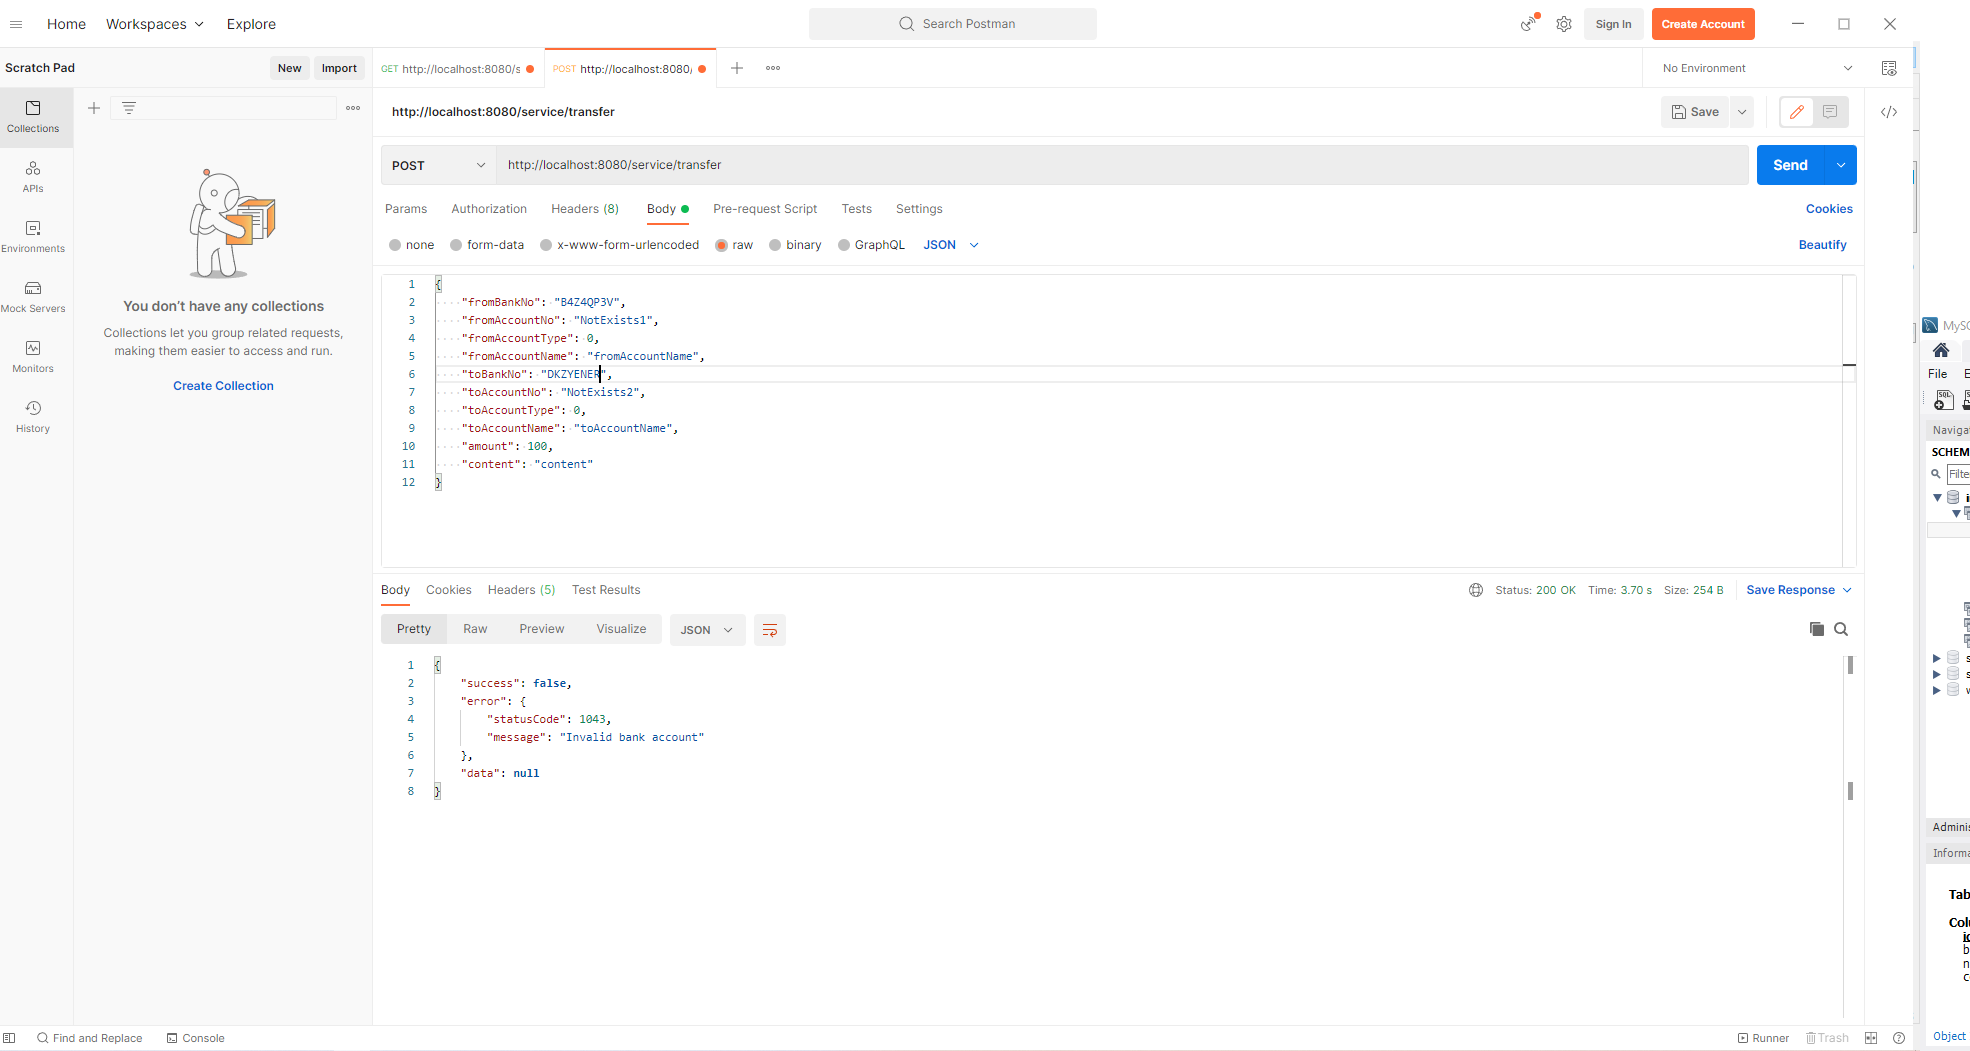 Home
Workspaces
Explore
Search Postman
Sign In
Create Account
Scratch Pad
New
Import
GET http://localhost:8080/s
POST http://localhost:8080/
No Environment
Collections
APIs
Environments
Mock Servers
Monitors
History
You don't have any collections
Collections let you group related requests,
making them easier to access and run.
Create Collection
http://localhost:8080/service/transfer
Save
POST
http://localhost:8080/service/transfer
Send
Params
Authorization
Headers (8)
Body
Pre-request Script
Tests
Settings
Cookies
none
form-data
x-www-form-urlencoded
raw
binary
GraphQL
JSON
Beautify
1 {
2 "fromBankNo": "B4Z4QP3V",
3 "fromAccountNo": "NotExists1",
4 "fromAccountType": 0,
5 "fromAccountName": "fromAccountName",
6 "toBankNo": "DKZYENER",
7 "toAccountNo": "NotExists2",
8 "toAccountType": 0,
9 "toAccountName": "toAccountName",
10 "amount": 100,
11 "content": "content"
12 }
Body
Cookies
Headers (5)
Test Results
Status: 200 OK
Time: 3.70 s
Size: 254 B
Save Response
Pretty
Raw
Preview
Visualize
JSON
1 {
2 "success": false,
3 "error": {
4 "statusCode": 1043,
5 "message": "Invalid bank account"
6 },
7 "data": null
8 }
Find and Replace
Console
Runner
Trash
File
Naviga
SCHEM
Filte
Adminis
Informa
Tab
Colu
Object